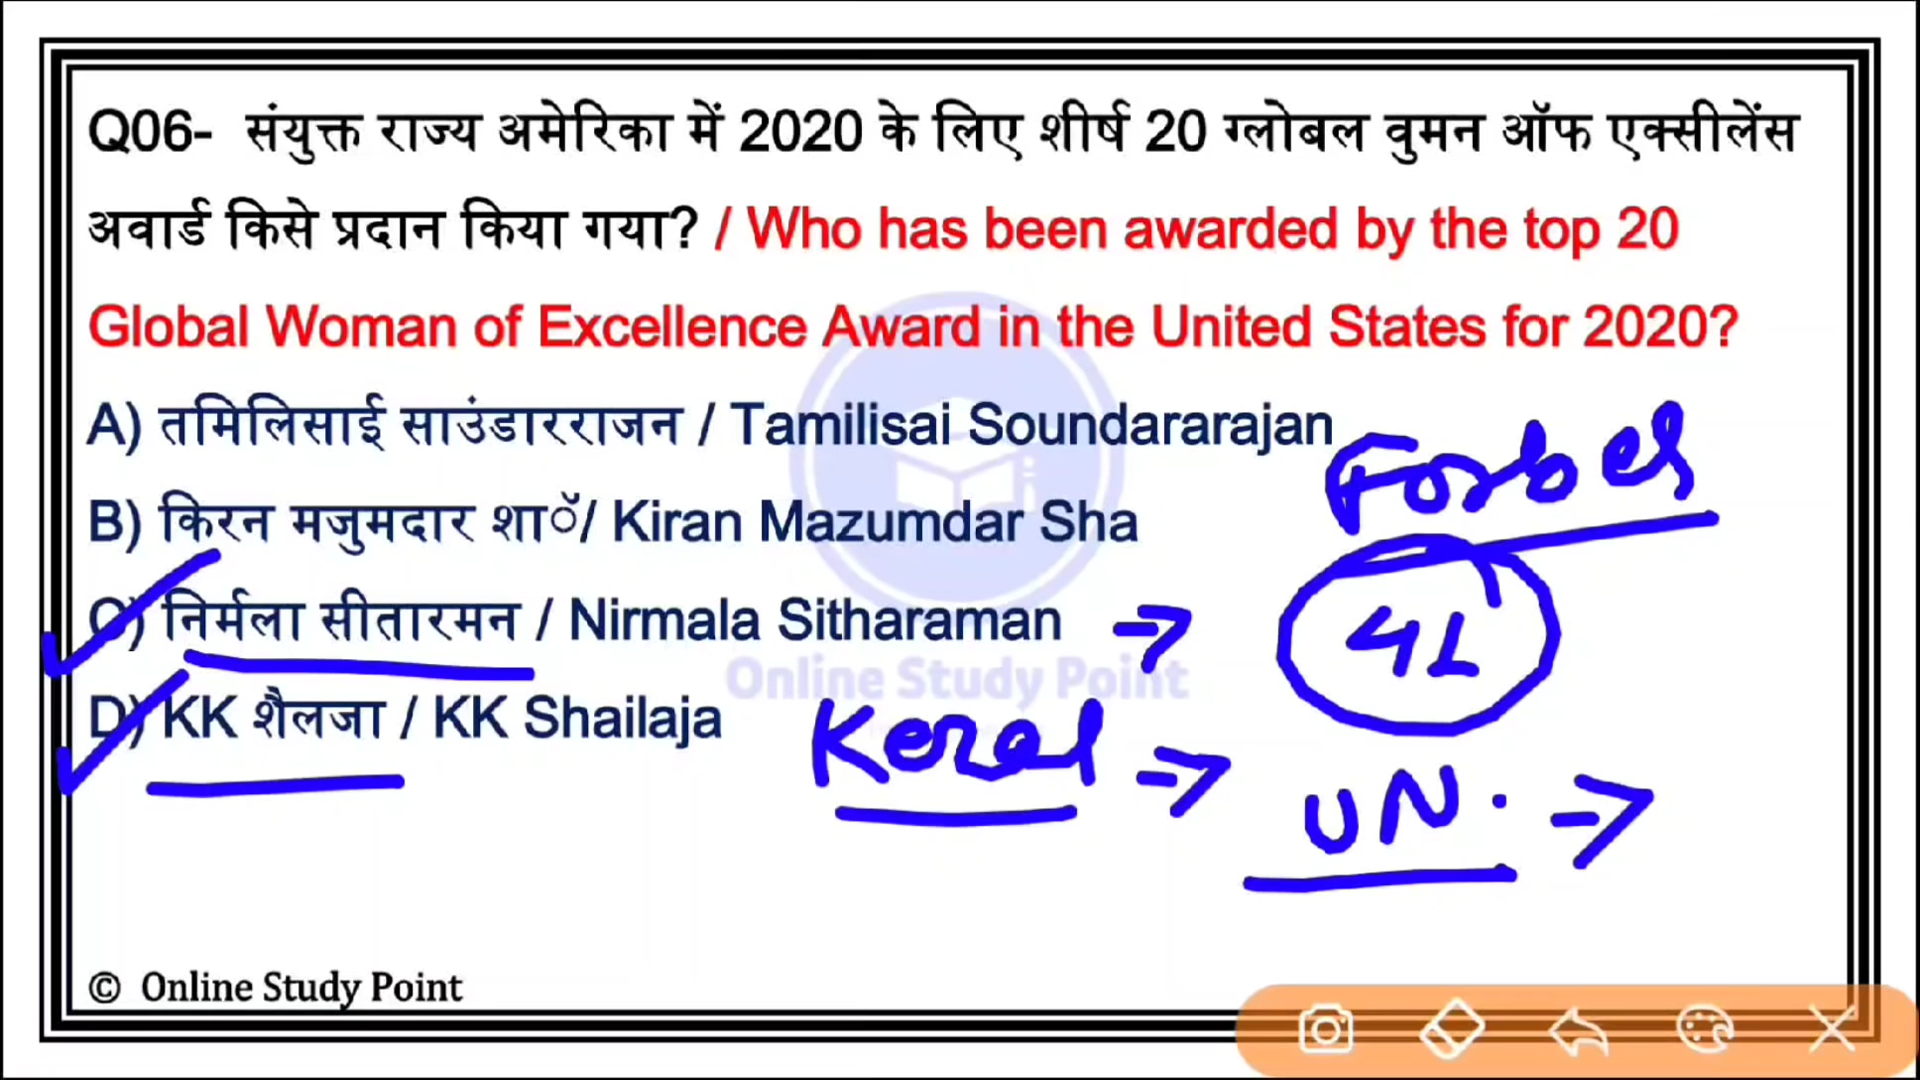 Q06- संयुक्त राज्य अमेरिका में 2020 के लिए शीर्ष 20 ग्लोबल वुमन ऑफ एक्सीलेंस
अवार्ड किसे प्रदान किया गया? / Who has been awarded by the top 20
Global Woman of Excellence Award in the United States for 2020?
A) तमिलिसाई साउंडारराजन / Tamilisai Soundararajan
Forbes
B) किरन मजुमदार शाॅ/ Kiran Mazumdar Sha
C) निर्मला सीतारमन / Nirmala Sitharaman
41
Online Study Point
D) KK शैलजा / KK Shailaja
Keral
UN.
© Online Study Point